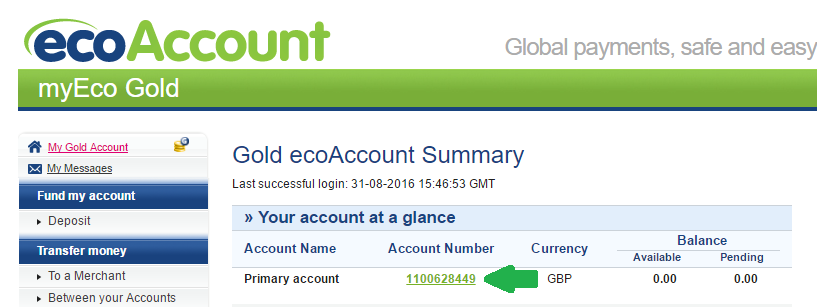 ecoAccount
Global payments, safe and easy
myEco Gold
My Gold Account
G
My Messages
Fund my account
Deposit
Transfer money
To a Merchant
Between your Accounts
Gold ecoAccount Summary
Last successful login: 31-08-2016 15:46:53 GMT
» Your account at a glance
Account Name Account Number Currency Balance
Available Pending
Primary account 1100628449 GBP 0.00 0.00